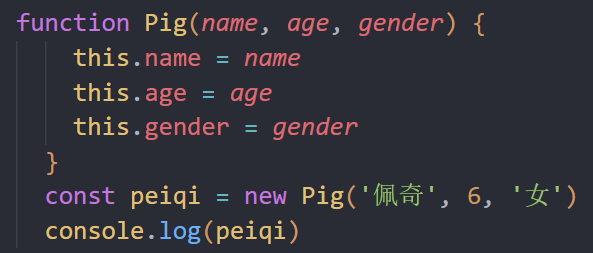 function Pig(name, age, gender) {
this.name = name
this.age = age
this.gender = gender
}
const peiqi = new Pig('佩奇', 6, '女')
console.log(peiqi)